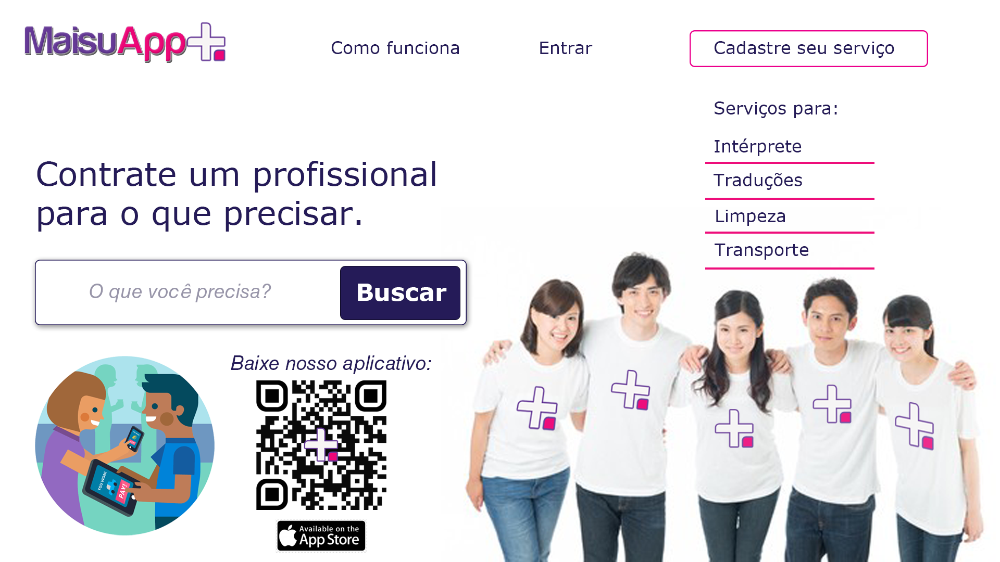 MaisuApp
Como funciona
Entrar
Cadastre seu serviço
Serviços para:
Intérprete
Traduções
Limpeza
Transporte
Contrate um profissional
para o que precisar.
O que você precisa?
Buscar
Baixe nosso aplicativo:
YOU WON!
PAY!
Available on the
App Store